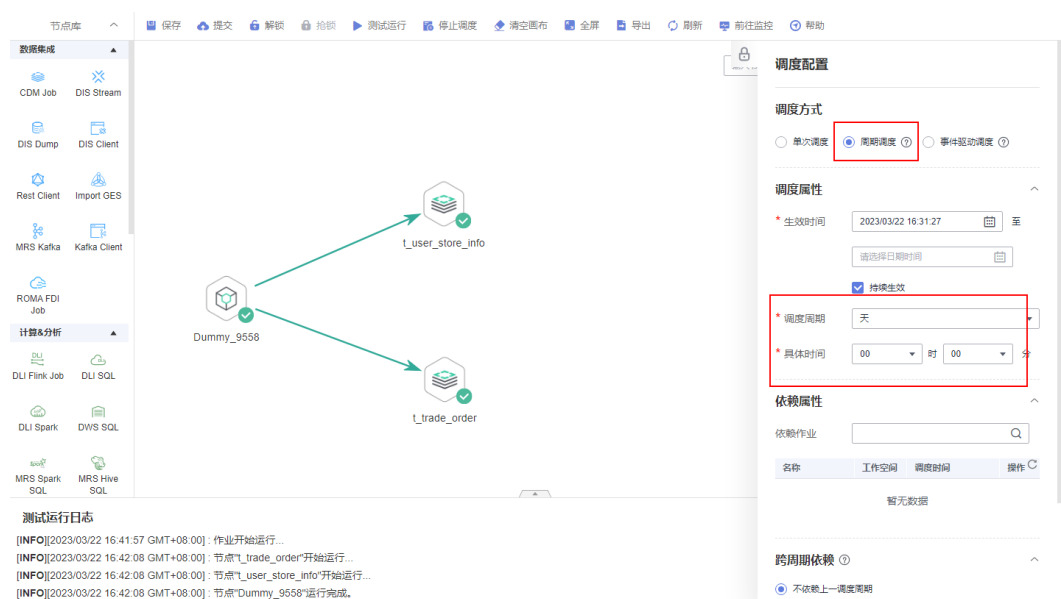 节点库
保存 提交 解锁 抢锁 测试运行 停止调度 清空画布 全屏 导出 刷新 前往监控 帮助
数据集成
CDM Job DIS Stream
DIS Dump DIS Client
Rest Client Import GES
MRS Kafka Kafka Client
ROMA FDI
Job
计算&分析
DLI Flink Job DLI SQL
DLI Spark DWS SQL
MRS Spark
SQL
MRS Hive
SQL
t_user_store_info
Dummy_9558
t_trade_order
调度配置
调度方式
单次调度 周期调度 事件驱动调度
调度属性
* 生效时间 2023/03/22 16:31:27 至
请选择日期时间
持续生效
* 调度周期 天
* 具体时间 00 时 00 分
依赖属性
依赖作业
名称 工作空间 调度时间 操作
暂无数据
跨周期依赖
不依赖上一调度周期
测试运行日志
[INFO][2023/03/22 16:41:57 GMT+08:00] : 作业开始运行...
[INFO][2023/03/22 16:42:08 GMT+08:00] : 节点"t_trade_order"开始运行...
[INFO][2023/03/22 16:42:08 GMT+08:00] : 节点"t_user_store_info"开始运行...
[INFO][2023/03/22 16:42:08 GMT+08:00] : 节点"Dummy_9558"运行完成。